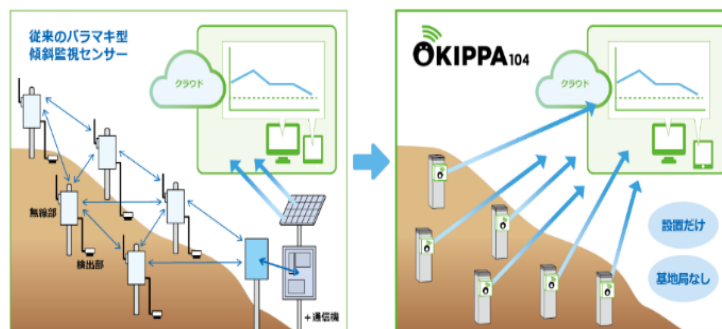 従来のバラマキ型
傾斜監視センサー
クラウド
無線部
検出部
+通信機
OKIPPA104
クラウド
設置だけ
基地局なし